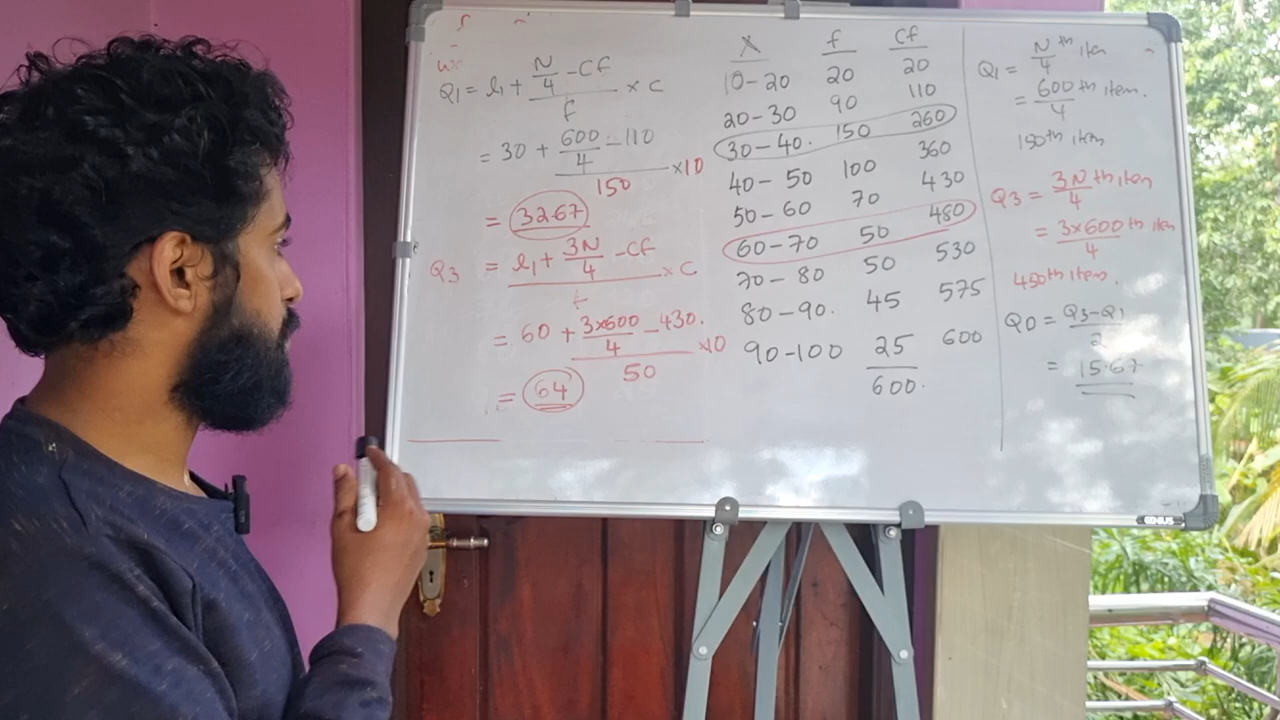 Q1 = l1 + N/4 - Cf / f × C
= 30 + 600/4 - 110 / 150 × 10
= 32.67
Q3 = l1 + 3N/4 - Cf / f × C
= 60 + 3×600/4 - 430. / 50 × 10
= 64
X f Cf
10-20 20 20
20-30 90 110
30-40. 150 260
40-50 100 360
50-60 70 430
60-70 50 480
70-80 50 530
80-90. 45 575
90-100 25 600
600.
Q1 = N/4 th item
= 600/4 th item.
150th item
Q3 = 3N/4 th item
= 3×600/4 th item
450th item.
QD = Q3-Q1 / 2
= 15.67
GENIUS